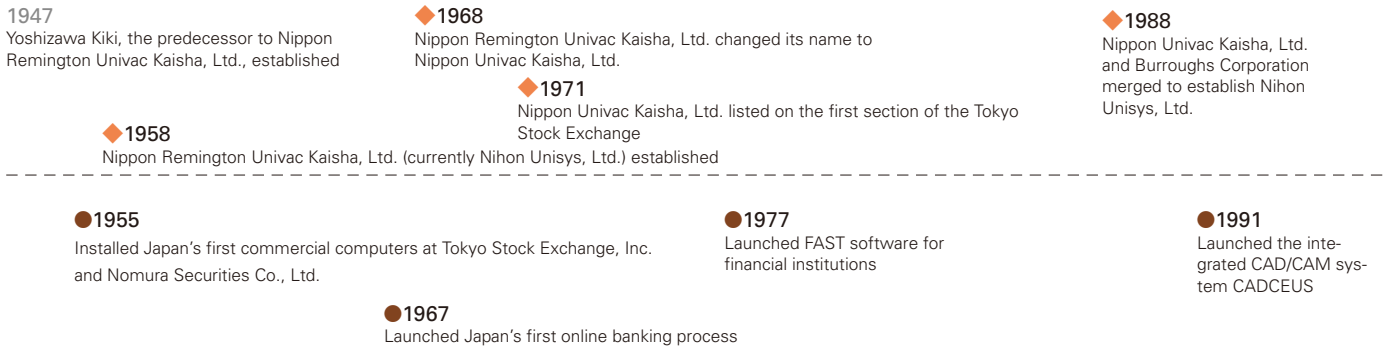 1947
Yoshizawa Kiki, the predecessor to Nippon
Remington Univac Kaisha, Ltd., established
1968
Nippon Remington Univac Kaisha, Ltd. changed its name to
Nippon Univac Kaisha, Ltd.
1988
Nippon Univac Kaisha, Ltd.
and Burroughs Corporation
merged to establish Nihon
Unisys, Ltd.
1971
Nippon Univac Kaisha, Ltd. listed on the first section of the Tokyo
Stock Exchange
1958
Nippon Remington Univac Kaisha, Ltd. (currently Nihon Unisys, Ltd.) established
1955
Installed Japan's first commercial computers at Tokyo Stock Exchange, Inc.
and Nomura Securities Co., Ltd.
1977
Launched FAST software for
financial institutions
1991
Launched the inte-
grated CAD/CAM sys-
tem CADCEUS
1967
Launched Japan's first online banking process